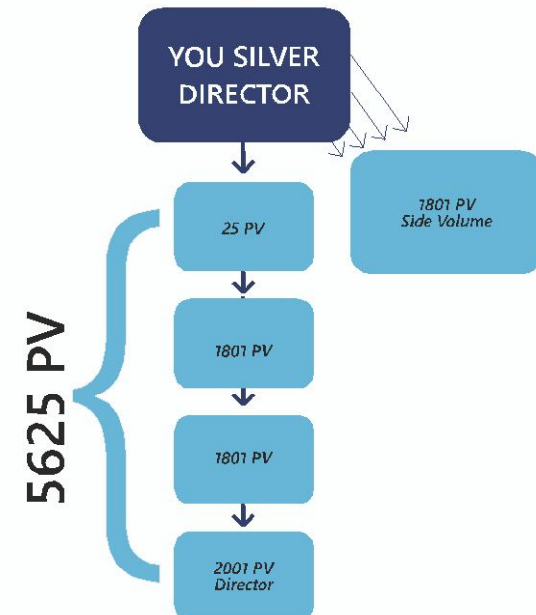 YOU SILVER
DIRECTOR
1801 PV
Side Volume
25 PV
1801 PV
1801 PV
2001 PV
Director
5625 PV